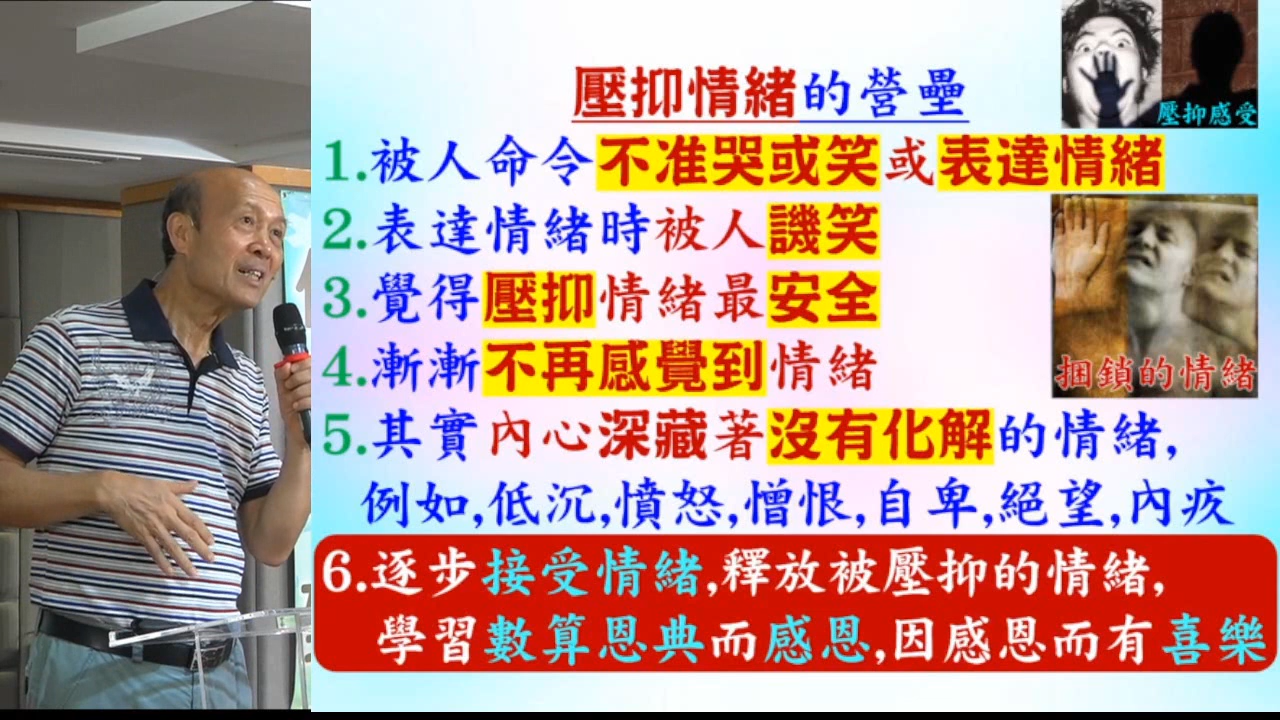 壓抑情緒的營壘
壓抑感受
1.被人命令不准哭或笑或表達情緒
2.表達情緒時被人譏笑
3.覺得壓抑情緒最安全
4.漸漸不再感覺到情緒
捆鎖的情緒
5.其實內心深藏著沒有化解的情緒,
例如,低沉,憤怒,憎恨,自卑,絕望,內疚
6.逐步接受情緒,釋放被壓抑的情緒,
學習數算恩典而感恩,因感恩而有喜樂